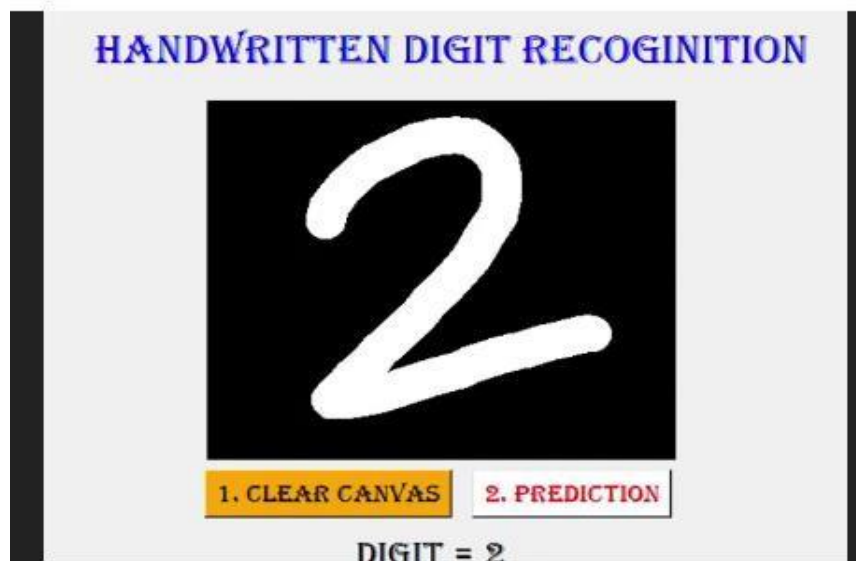 HANDWRITTEN DIGIT RECOGINITION
2
1. CLEAR CANVAS 2. PREDICTION
DIGIT = 2